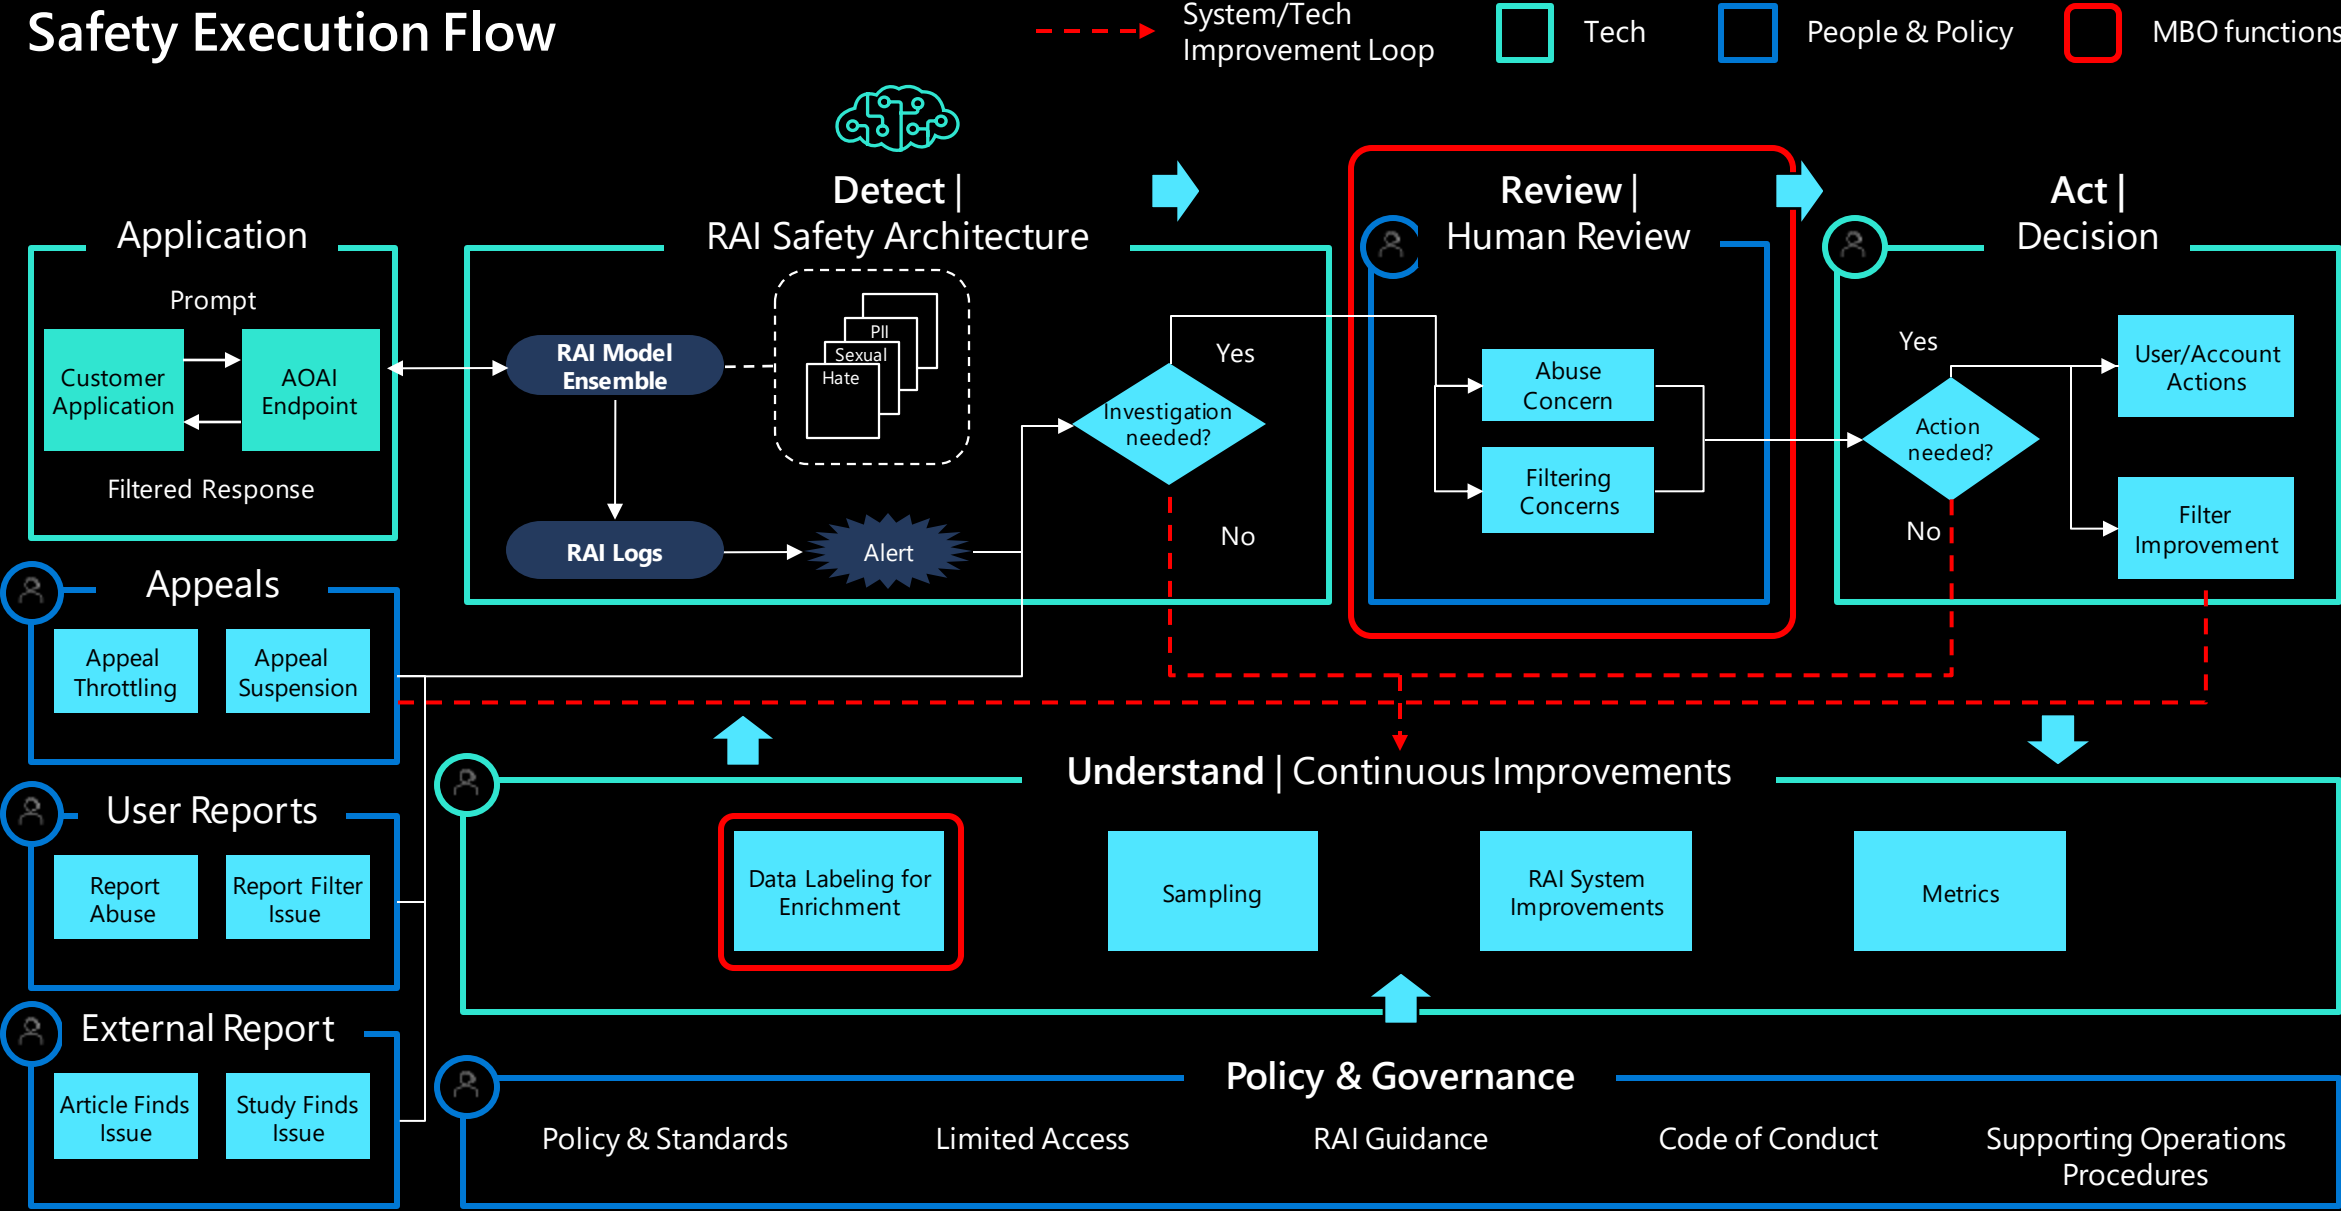 Safety Execution Flow
System/Tech
Improvement Loop
Tech
People & Policy
MBO functions
Detect |
RAI Safety Architecture
Review |
Human Review
Act |
Decision
Application
Prompt
Customer
Application
AOAI
Endpoint
Filtered Response
RAI Model
Ensemble
PII
Sexual
Hate
RAI Logs
Alert
Investigation
needed?
Yes
No
Abuse
Concern
Filtering
Concerns
Yes
Action
needed?
No
User/Account
Actions
Filter
Improvement
Appeals
Appeal
Throttling
Appeal
Suspension
User Reports
Report
Abuse
Report Filter
Issue
External Report
Article Finds
Issue
Study Finds
Issue
Understand | Continuous Improvements
Data Labeling for
Enrichment
Sampling
RAI System
Improvements
Metrics
Policy & Governance
Policy & Standards
Limited Access
RAI Guidance
Code of Conduct
Supporting Operations
Procedures